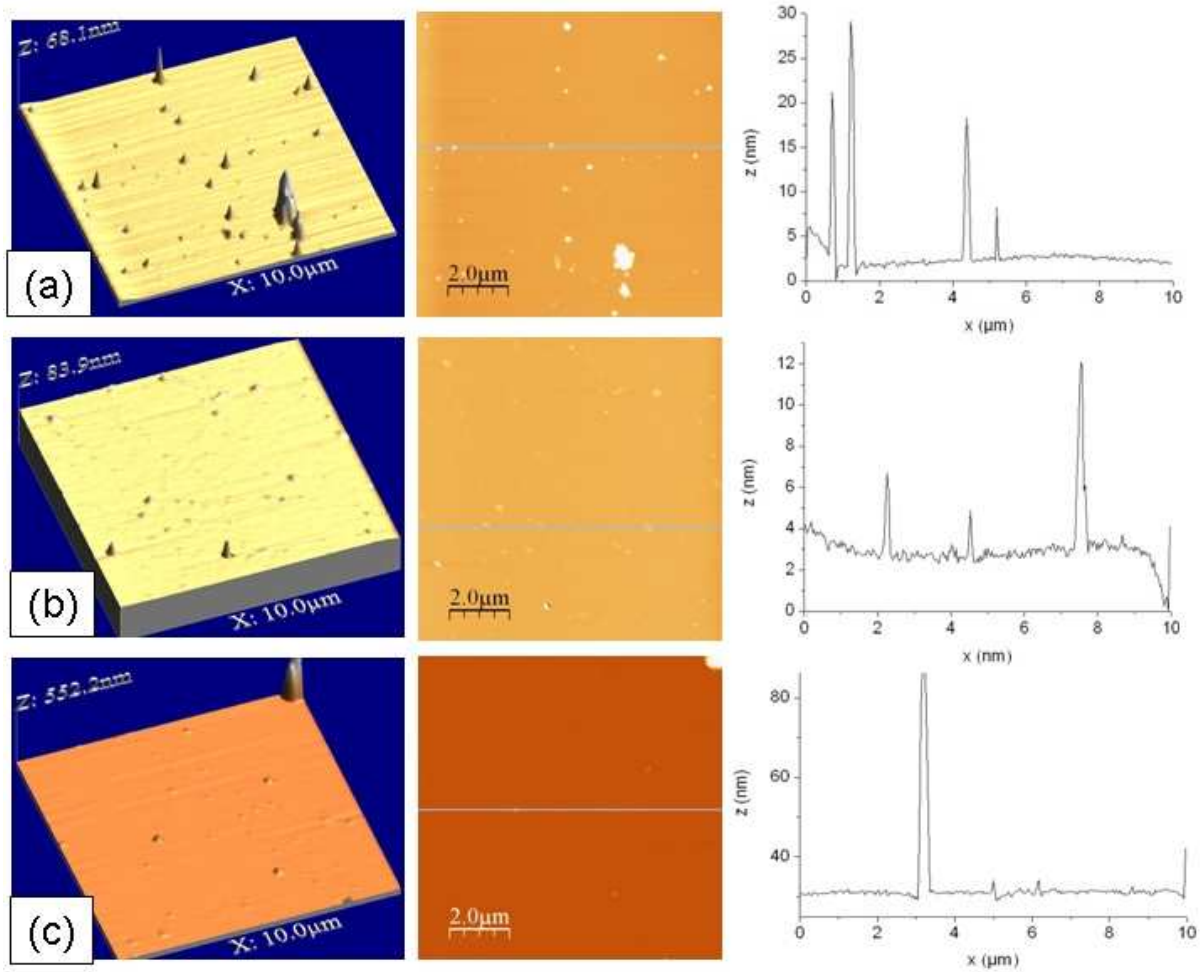 Z: 68.1nm
X: 10.0µm
(a)
2.0µm
30
25
20
15
10
5
0
z (nm)
0 2 4 6 8 10
x (µm)
Z: 83.9nm
X: 10.0µm
(b)
2.0µm
12
10
8
6
4
2
0
z (nm)
0 2 4 6 8 10
x (nm)
Z: 552.2nm
X: 10.0µm
(c)
2.0µm
80
60
40
z (nm)
0 2 4 6 8 10
x (µm)